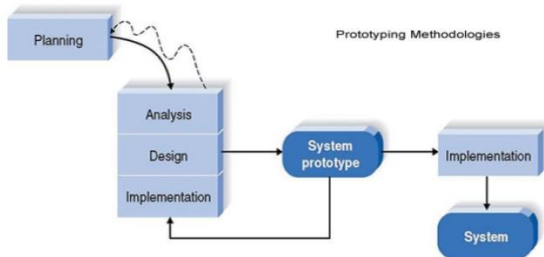 Prototyping Methodologies
Planning
Analysis
Design
Implementation
System
prototype
Implementation
System